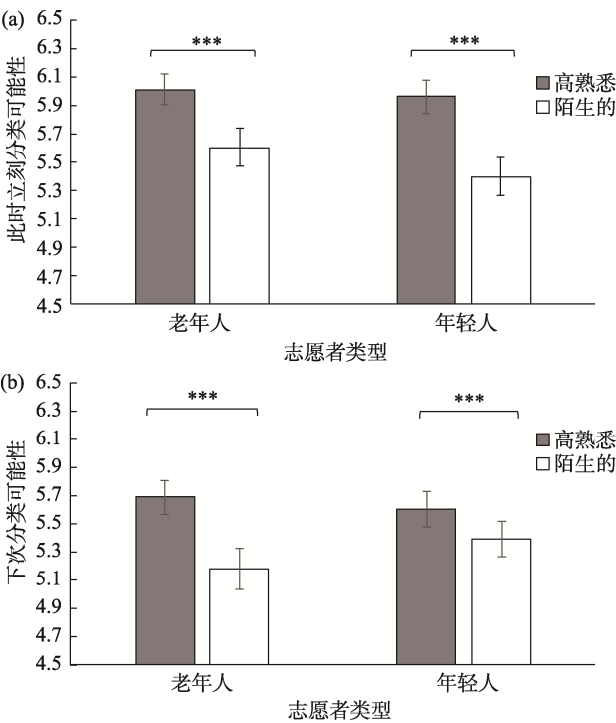 (a)
此时立刻分类可能性
6.5
6.3
6.1
5.9
5.7
5.5
5.3
5.1
4.9
4.7
4.5
***
***
高熟悉
陌生的
老年人
年轻人
志愿者类型
(b)
下次分类可能性
6.5
6.3
6.1
5.9
5.7
5.5
5.3
5.1
4.9
4.7
4.5
***
***
高熟悉
陌生的
老年人
年轻人
志愿者类型